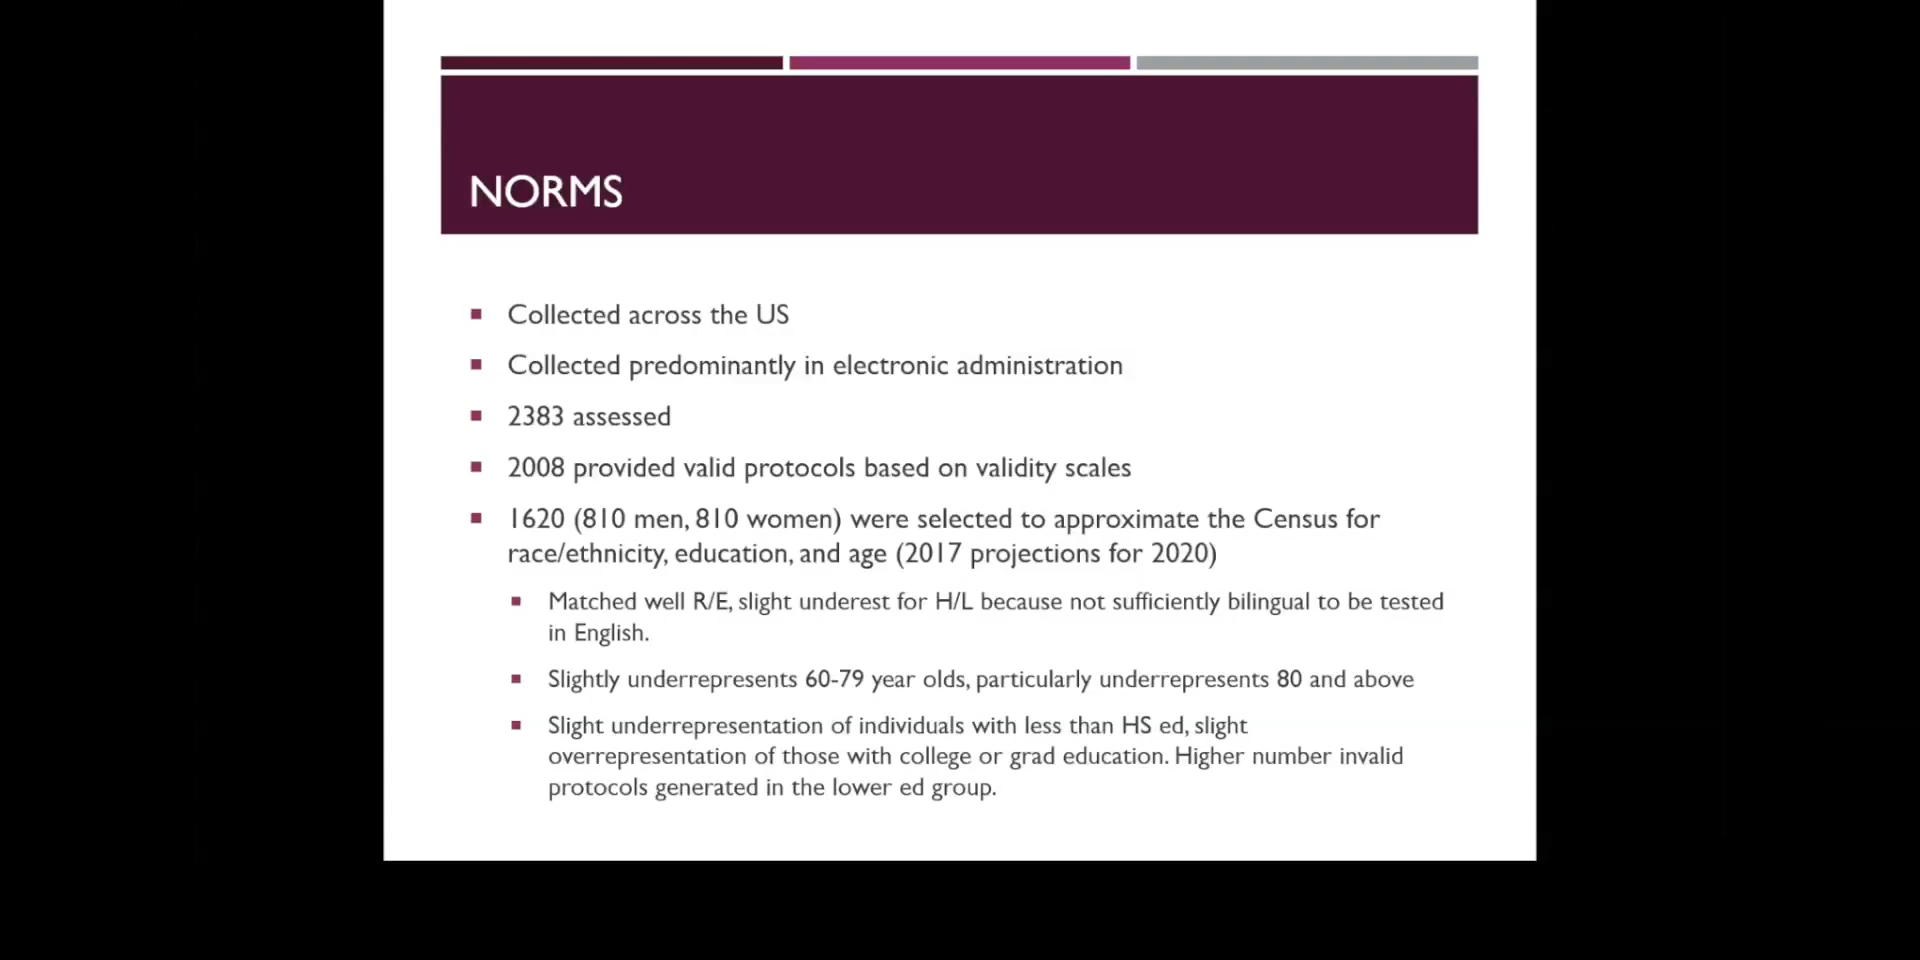 NORMS
Collected across the US
Collected predominantly in electronic administration
2383 assessed
2008 provided valid protocols based on validity scales
1620 (810 men, 810 women) were selected to approximate the Census for
race/ethnicity, education, and age (2017 projections for 2020)
Matched well R/E, slight underest for H/L because not sufficiently bilingual to be tested
in English.
Slightly underrepresents 60-79 year olds, particularly underrepresents 80 and above
Slight underrepresentation of individuals with less than HS ed, slight
overrepresentation of those with college or grad education. Higher number invalid
protocols generated in the lower ed group.